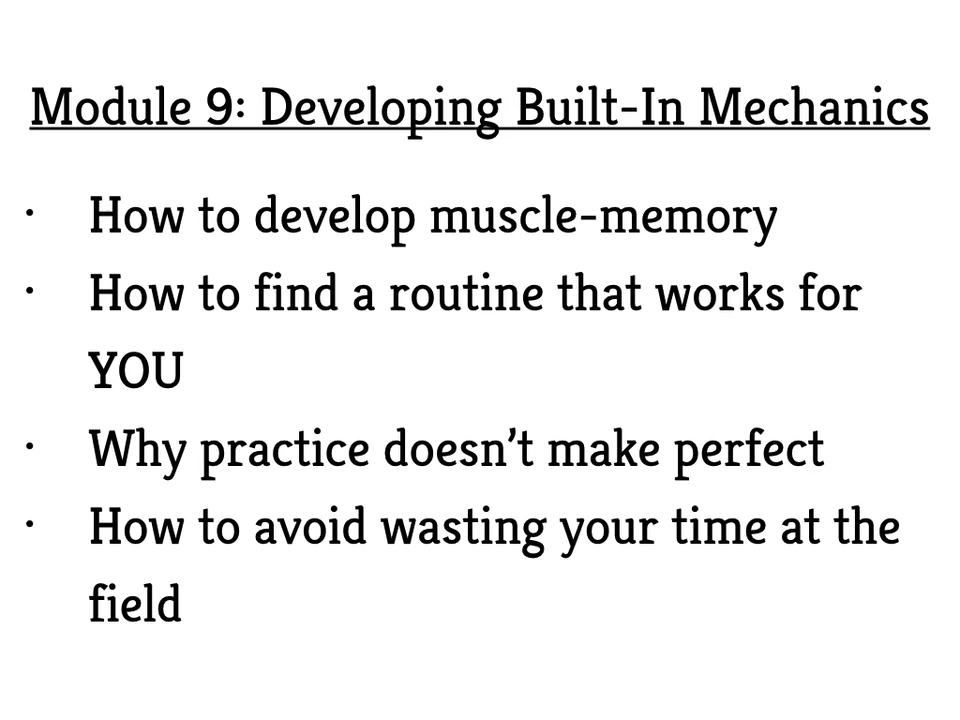 Module 9: Developing Built-In Mechanics
· How to develop muscle-memory
· How to find a routine that works for
YOU
· Why practice doesn’t make perfect
· How to avoid wasting your time at the
field